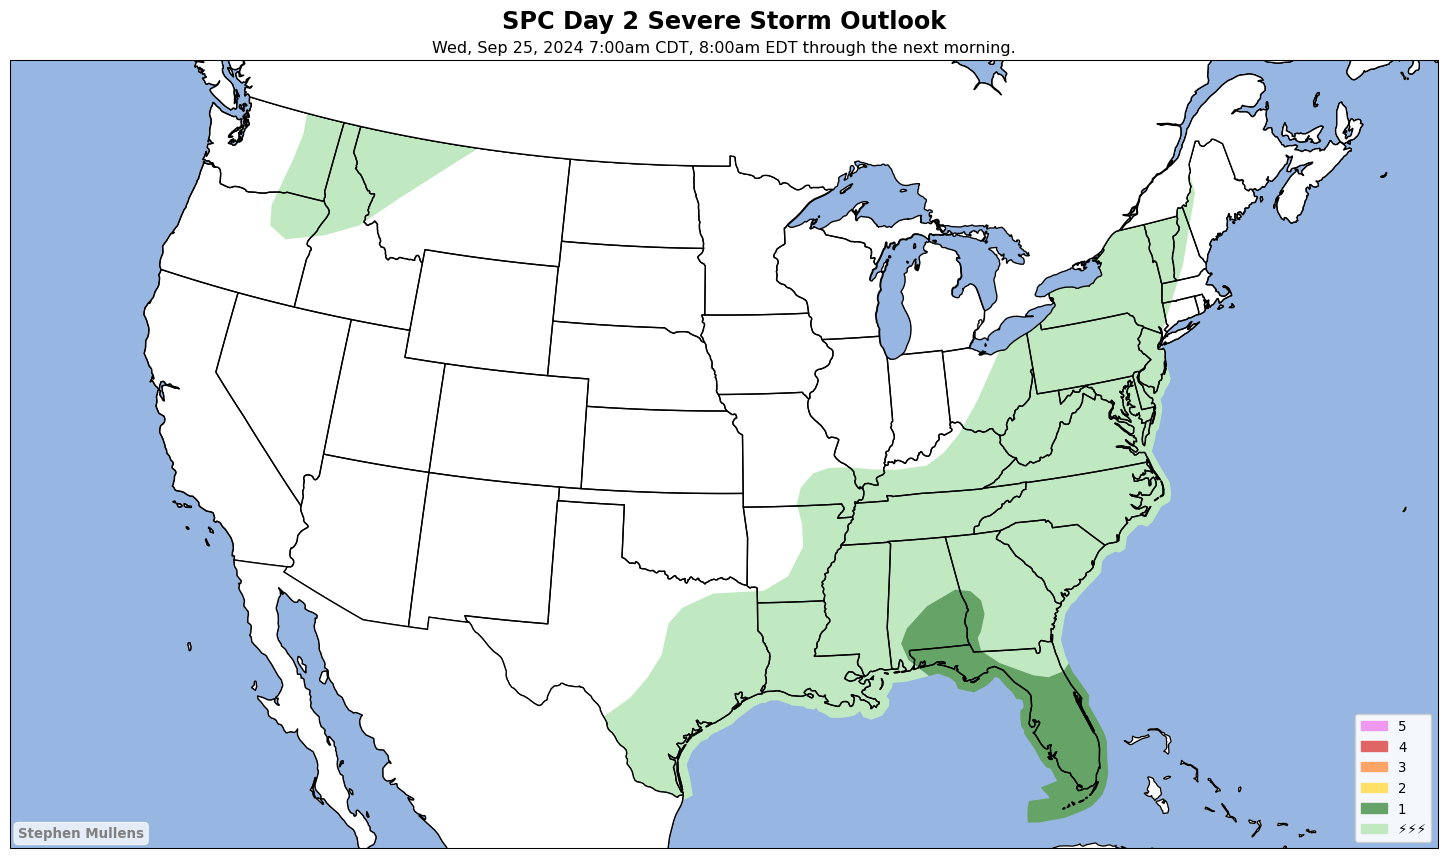 SPC Day 2 Severe Storm Outlook
Wed, Sep 25, 2024 7:00am CDT, 8:00am EDT through the next morning.
5
4
3
2
1
⚡⚡⚡
Stephen Mullens